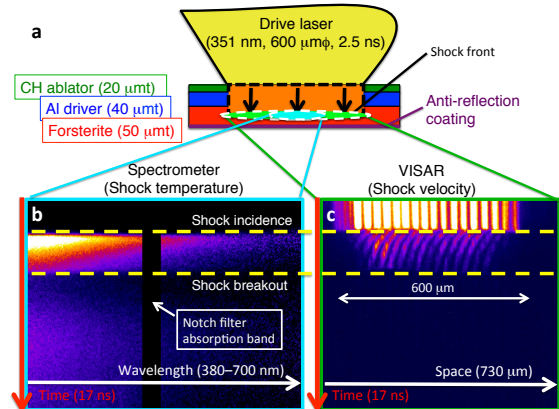 a
Drive laser
(351 nm, 600 μmϕ, 2.5 ns)
Shock front
CH ablator (20 μmt)
Al driver (40 μmt)
Forsterite (50 μmt)
Anti-reflection
coating
Spectrometer
(Shock temperature)
VISAR
(Shock velocity)
b
Shock incidence
c
Shock breakout
600 μm
Notch filter
absorption band
Wavelength (380–700 nm)
Space (730 μm)
Time (17 ns)
Time (17 ns)